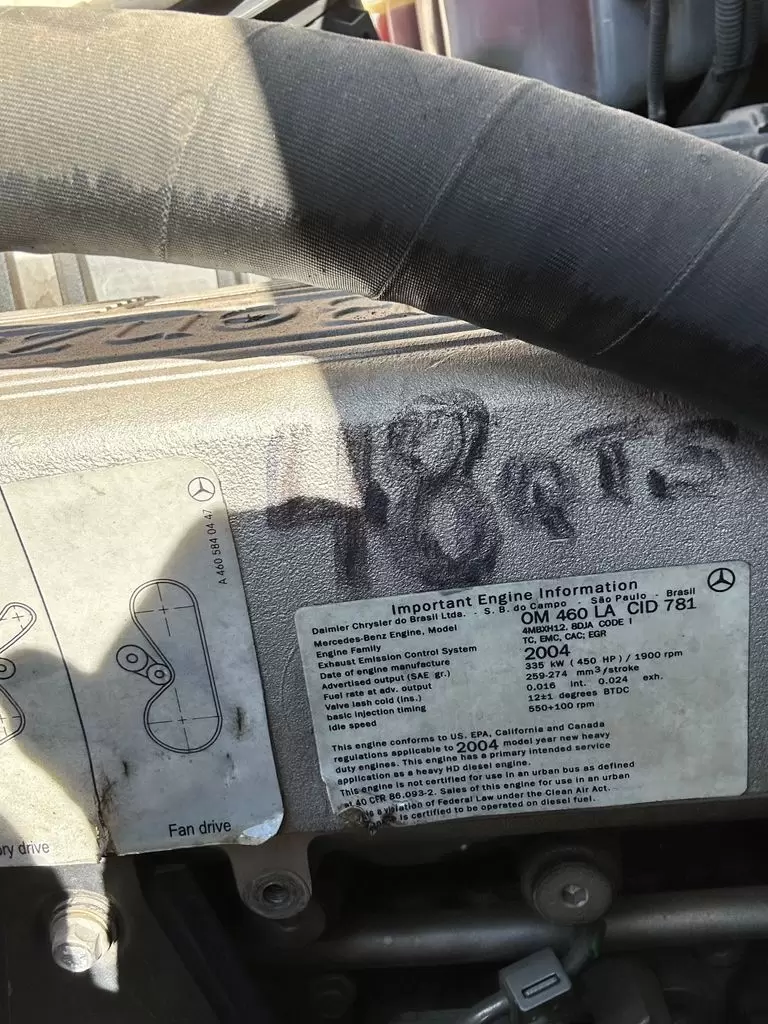 48 QTS
A 460 584 04 47
Fan drive
ory drive
Important Engine Information
Daimler Chrysler do Brasil Ltda. - S. B. do Campo - São Paulo - Brasil
Mercedes-Benz Engine, Model OM 460 LA CID 781
Engine Family 4MBXH12. 8DJA CODE I
Exhaust Emission Control System TC, EMC, CAC; EGR
Date of engine manufacture 2004
Advertised output (SAE gr.) 335 kW ( 450 HP ) / 1900 rpm
Fuel rate at adv. output 259-274 mm³/stroke
Valve lash cold (ins.) 0.016 int. 0.024 exh.
basic injection timing 12±1 degrees BTDC
Idle speed 550+100 rpm
This engine conforms to US. EPA, California and Canada
regulations applicable to 2004 model year new heavy
duty engines. This engine has a primary intended service
application as a heavy HD diesel engine.
This engine is not certified for use in an urban bus as defined
at 40 CFR 86.093-2. Sales of this engine for use in an urban
is a violation of Federal Law under the Clean Air Act.
is certified to be operated on diesel fuel.